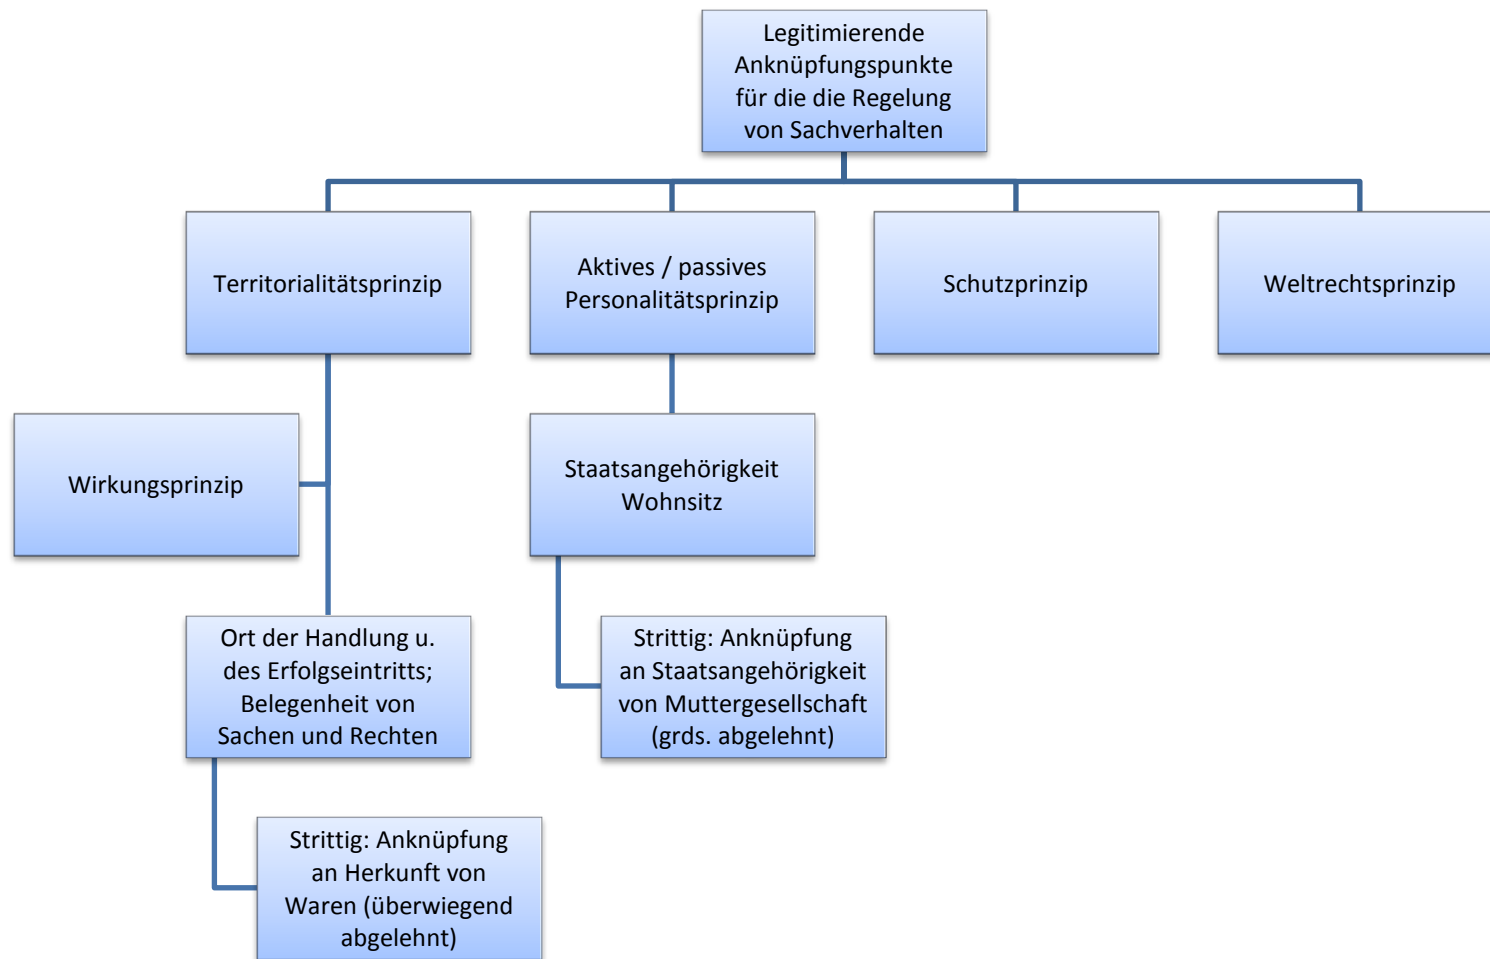 Legitimierende
Anknüpfungspunkte
für die die Regelung
von Sachverhalten
Territorialitätsprinzip
Aktives / passives
Personalitätsprinzip
Schutzprinzip
Weltrechtsprinzip
Wirkungsprinzip
Staatsangehörigkeit
Wohnsitz
Ort der Handlung u.
des Erfolgseintritts;
Belegenheit von
Sachen und Rechten
Strittig: Anknüpfung
an Staatsangehörigkeit
von Muttergesellschaft
(grds. abgelehnt)
Strittig: Anknüpfung
an Herkunft von
Waren (überwiegend
abgelehnt)